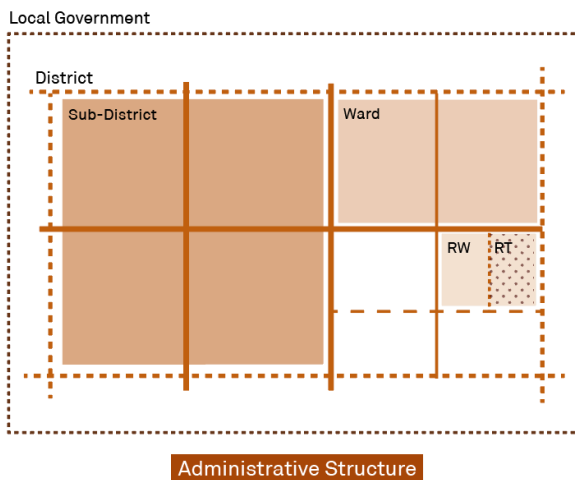 Local Government
District
Sub-District
Ward
RW
RT
Administrative Structure